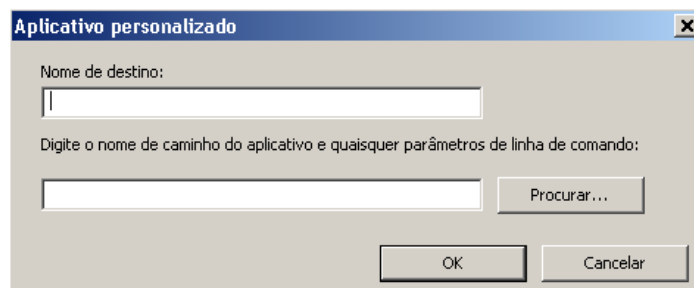 Aplicativo personalizado
Nome de destino:
Digite o nome de caminho do aplicativo e quaisquer parâmetros de linha de comando:
Procurar...
OK
Cancelar